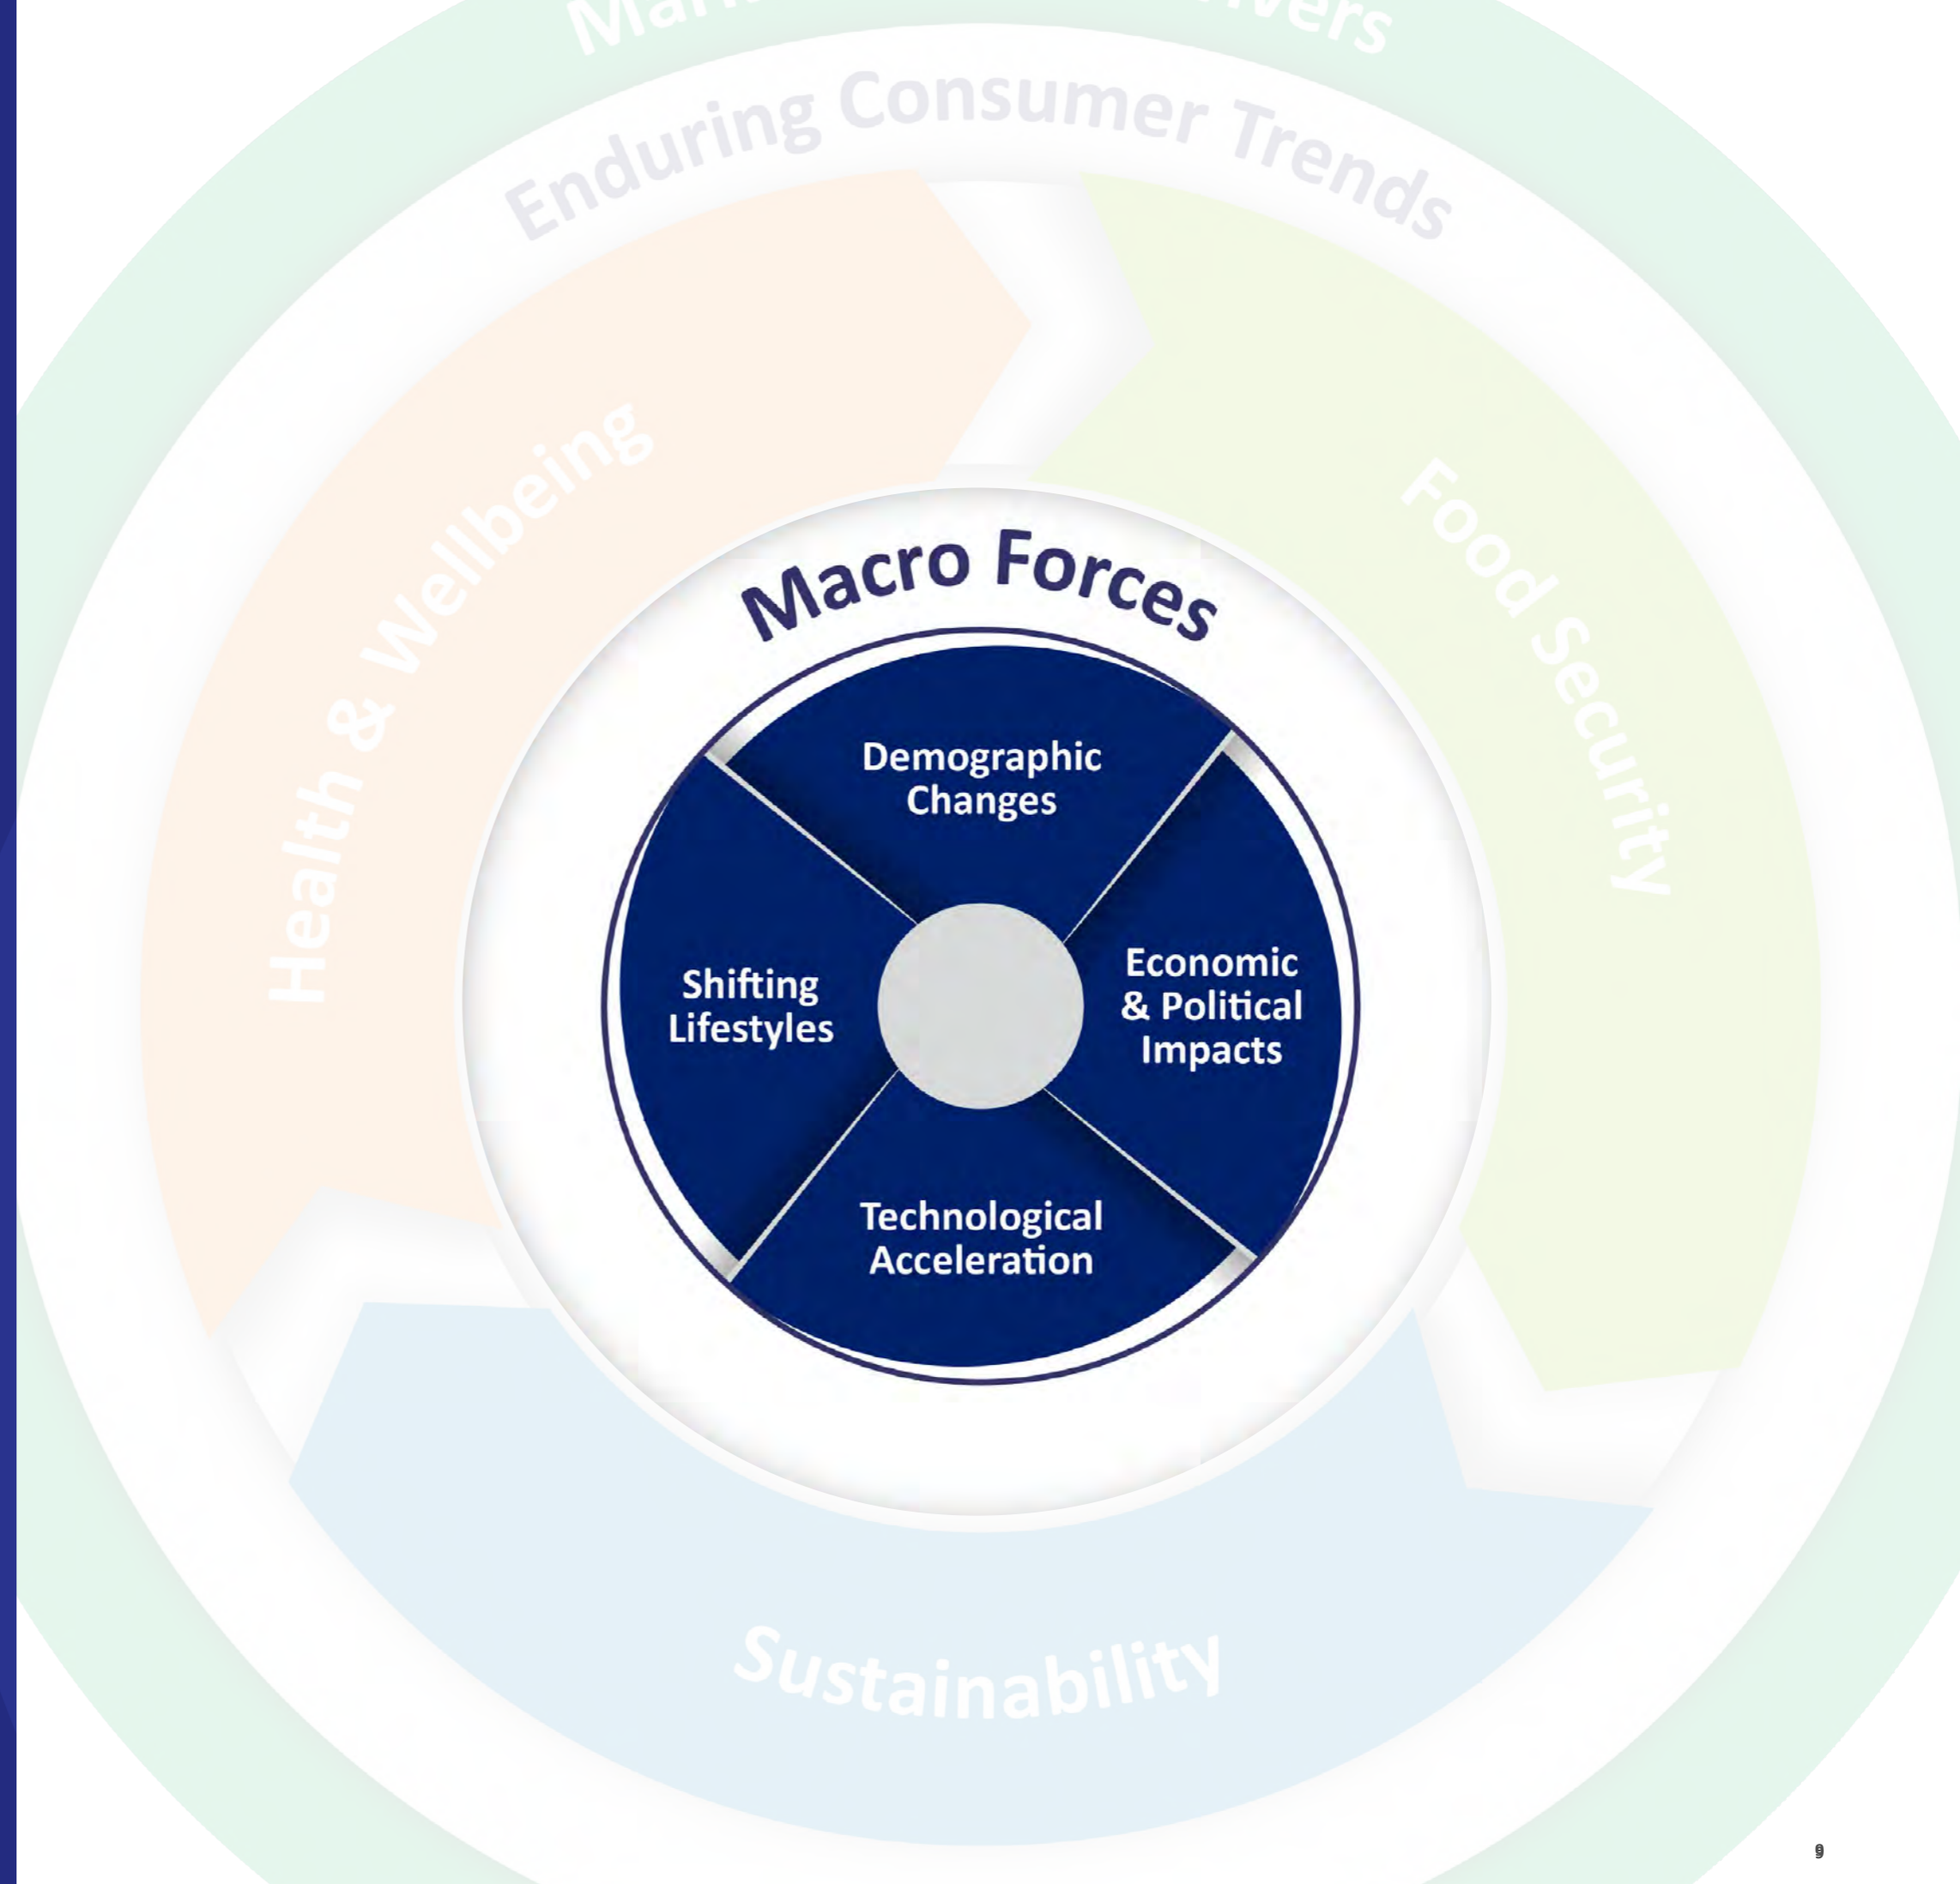 Enduring Consumer Trends
Health & Wellbeing
Food Security
Macro Forces
Demographic
Changes
Economic
& Political
Impacts
Shifting
Lifestyles
Technological
Acceleration
Sustainability
9